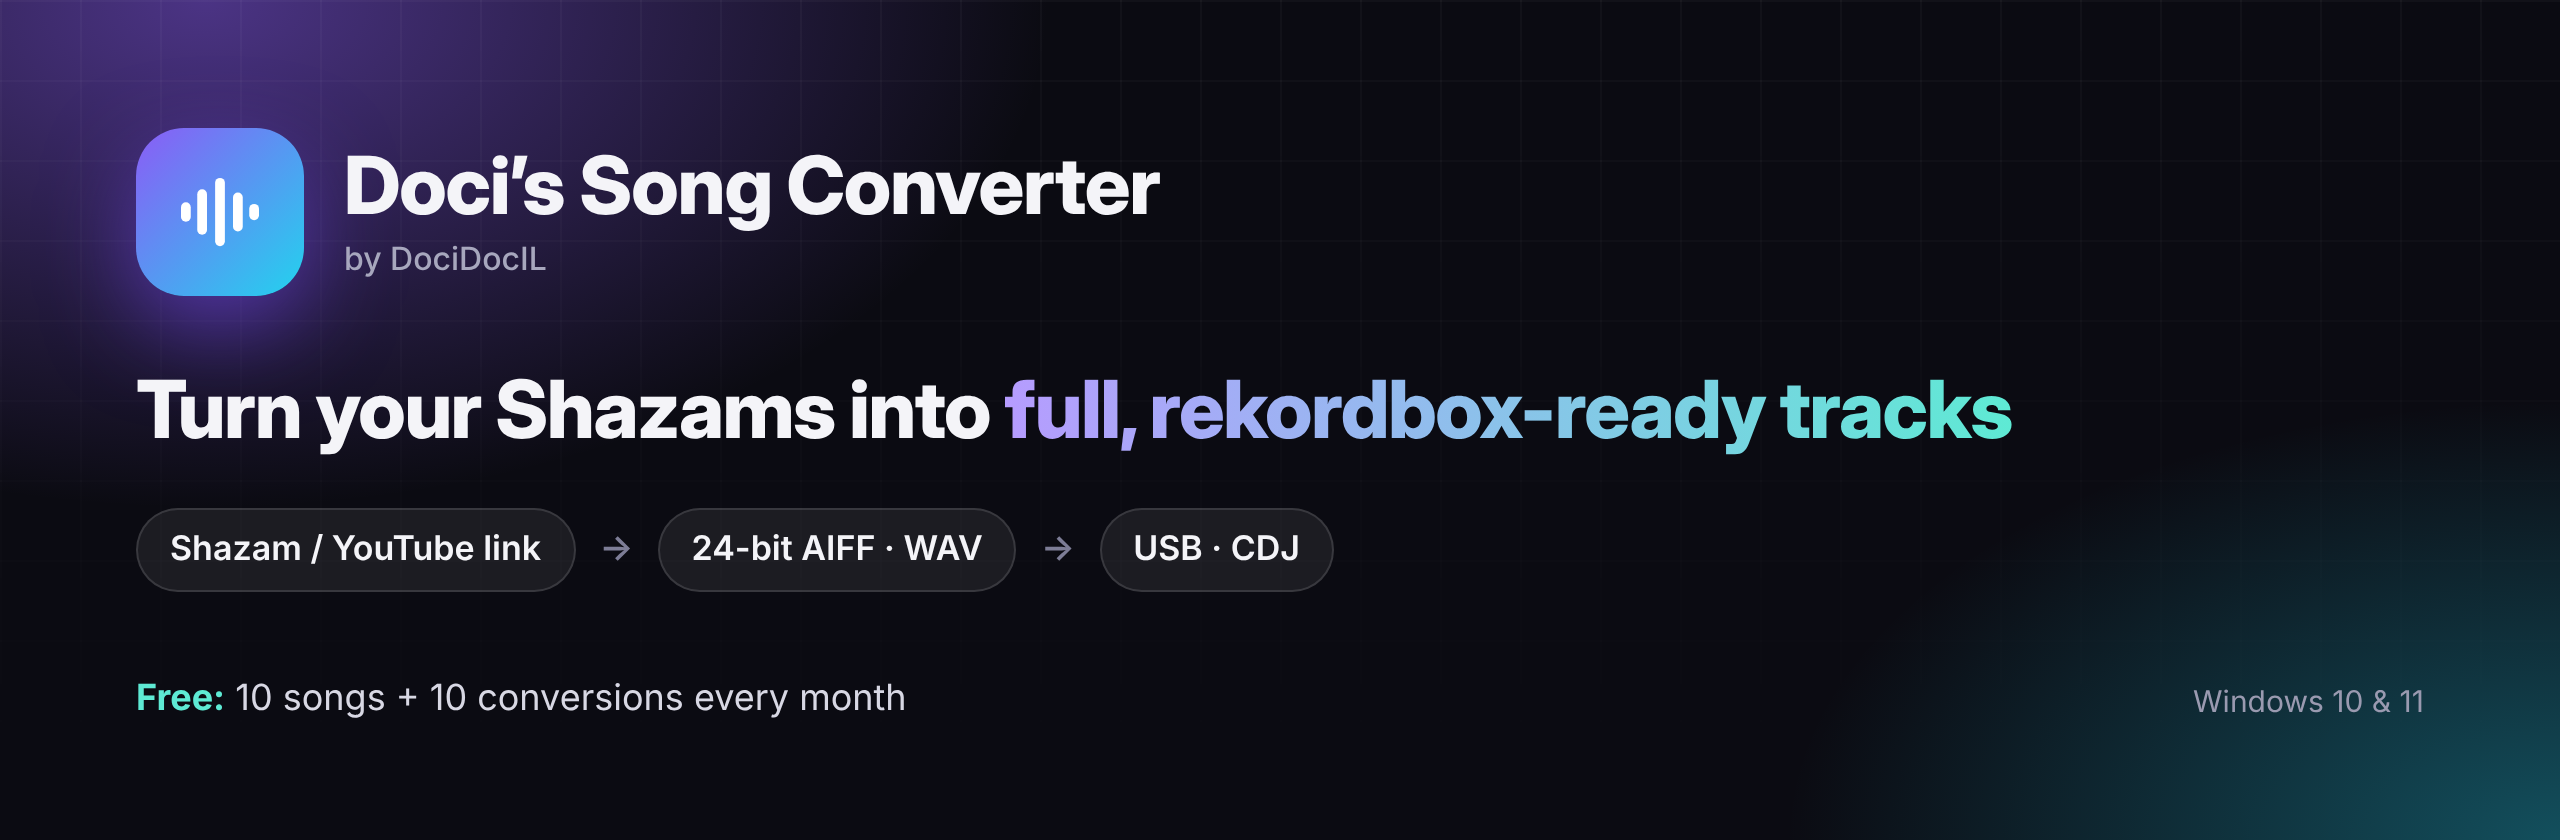 Doci’s Song Converter
by DociDocIL
Turn your Shazams into full, rekordbox-ready tracks
Shazam / YouTube link → 24-bit AIFF · WAV → USB · CDJ
Free: 10 songs + 10 conversions every month
Windows 10 & 11